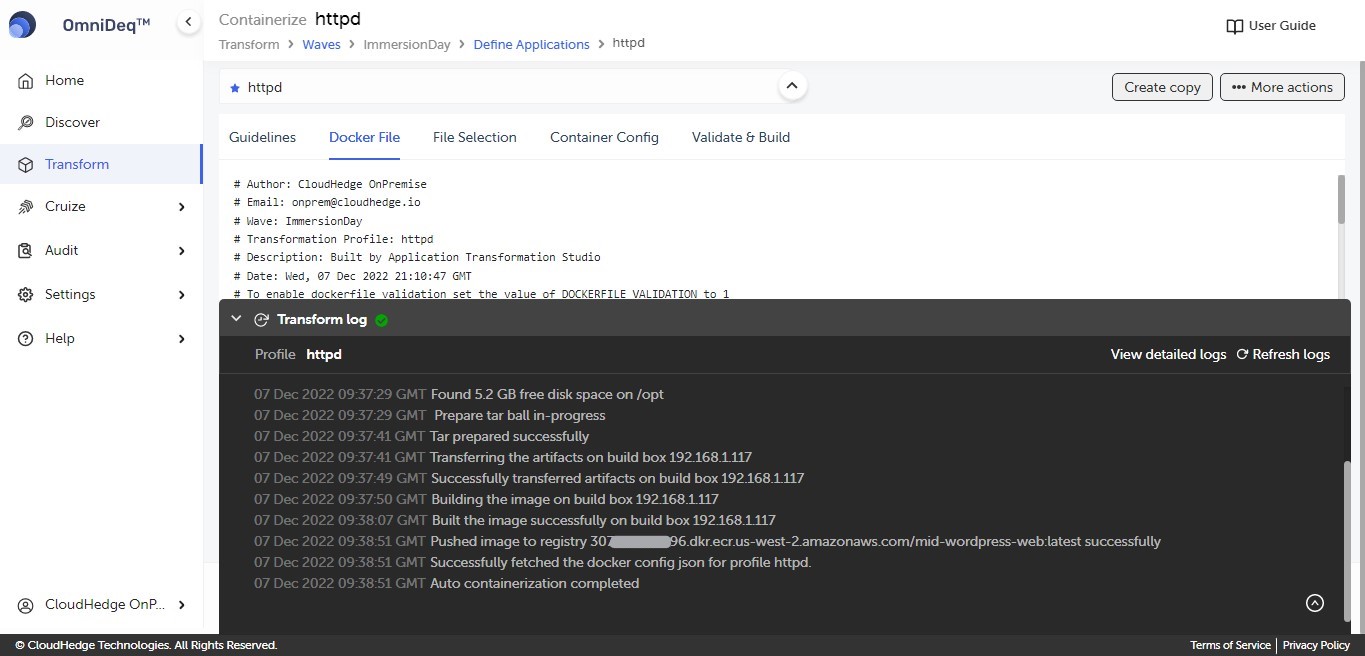 OmniDeq™
Containerize httpd
Transform > Waves > ImmersionDay > Define Applications > httpd
User Guide
Home
Discover
Transform
Cruize
Audit
Settings
Help
CloudHedge OnP...
httpd
Create copy
••• More actions
Guidelines Docker File File Selection Container Config Validate & Build
# Author: CloudHedge OnPremise
# Email: onprem@cloudhedge.io
# Wave: ImmersionDay
# Transformation Profile: httpd
# Description: Built by Application Transformation Studio
# Date: Wed, 07 Dec 2022 21:10:47 GMT
# To enable dockerfile validation set the value of DOCKERFILE_VALIDATION to 1
Transform log
Profile httpd
View detailed logs Refresh logs
07 Dec 2022 09:37:29 GMT Found 5.2 GB free disk space on /opt
07 Dec 2022 09:37:29 GMT Prepare tar ball in-progress
07 Dec 2022 09:37:41 GMT Tar prepared successfully
07 Dec 2022 09:37:41 GMT Transferring the artifacts on build box 192.168.1.117
07 Dec 2022 09:37:49 GMT Successfully transferred artifacts on build box 192.168.1.117
07 Dec 2022 09:37:50 GMT Building the image on build box 192.168.1.117
07 Dec 2022 09:38:07 GMT Built the image successfully on build box 192.168.1.117
07 Dec 2022 09:38:51 GMT Pushed image to registry 307 96.dkr.ecr.us-west-2.amazonaws.com/mid-wordpress-web:latest successfully
07 Dec 2022 09:38:51 GMT Successfully fetched the docker config json for profile httpd.
07 Dec 2022 09:38:51 GMT Auto containerization completed
© CloudHedge Technologies. All Rights Reserved.
Terms of Service | Privacy Policy